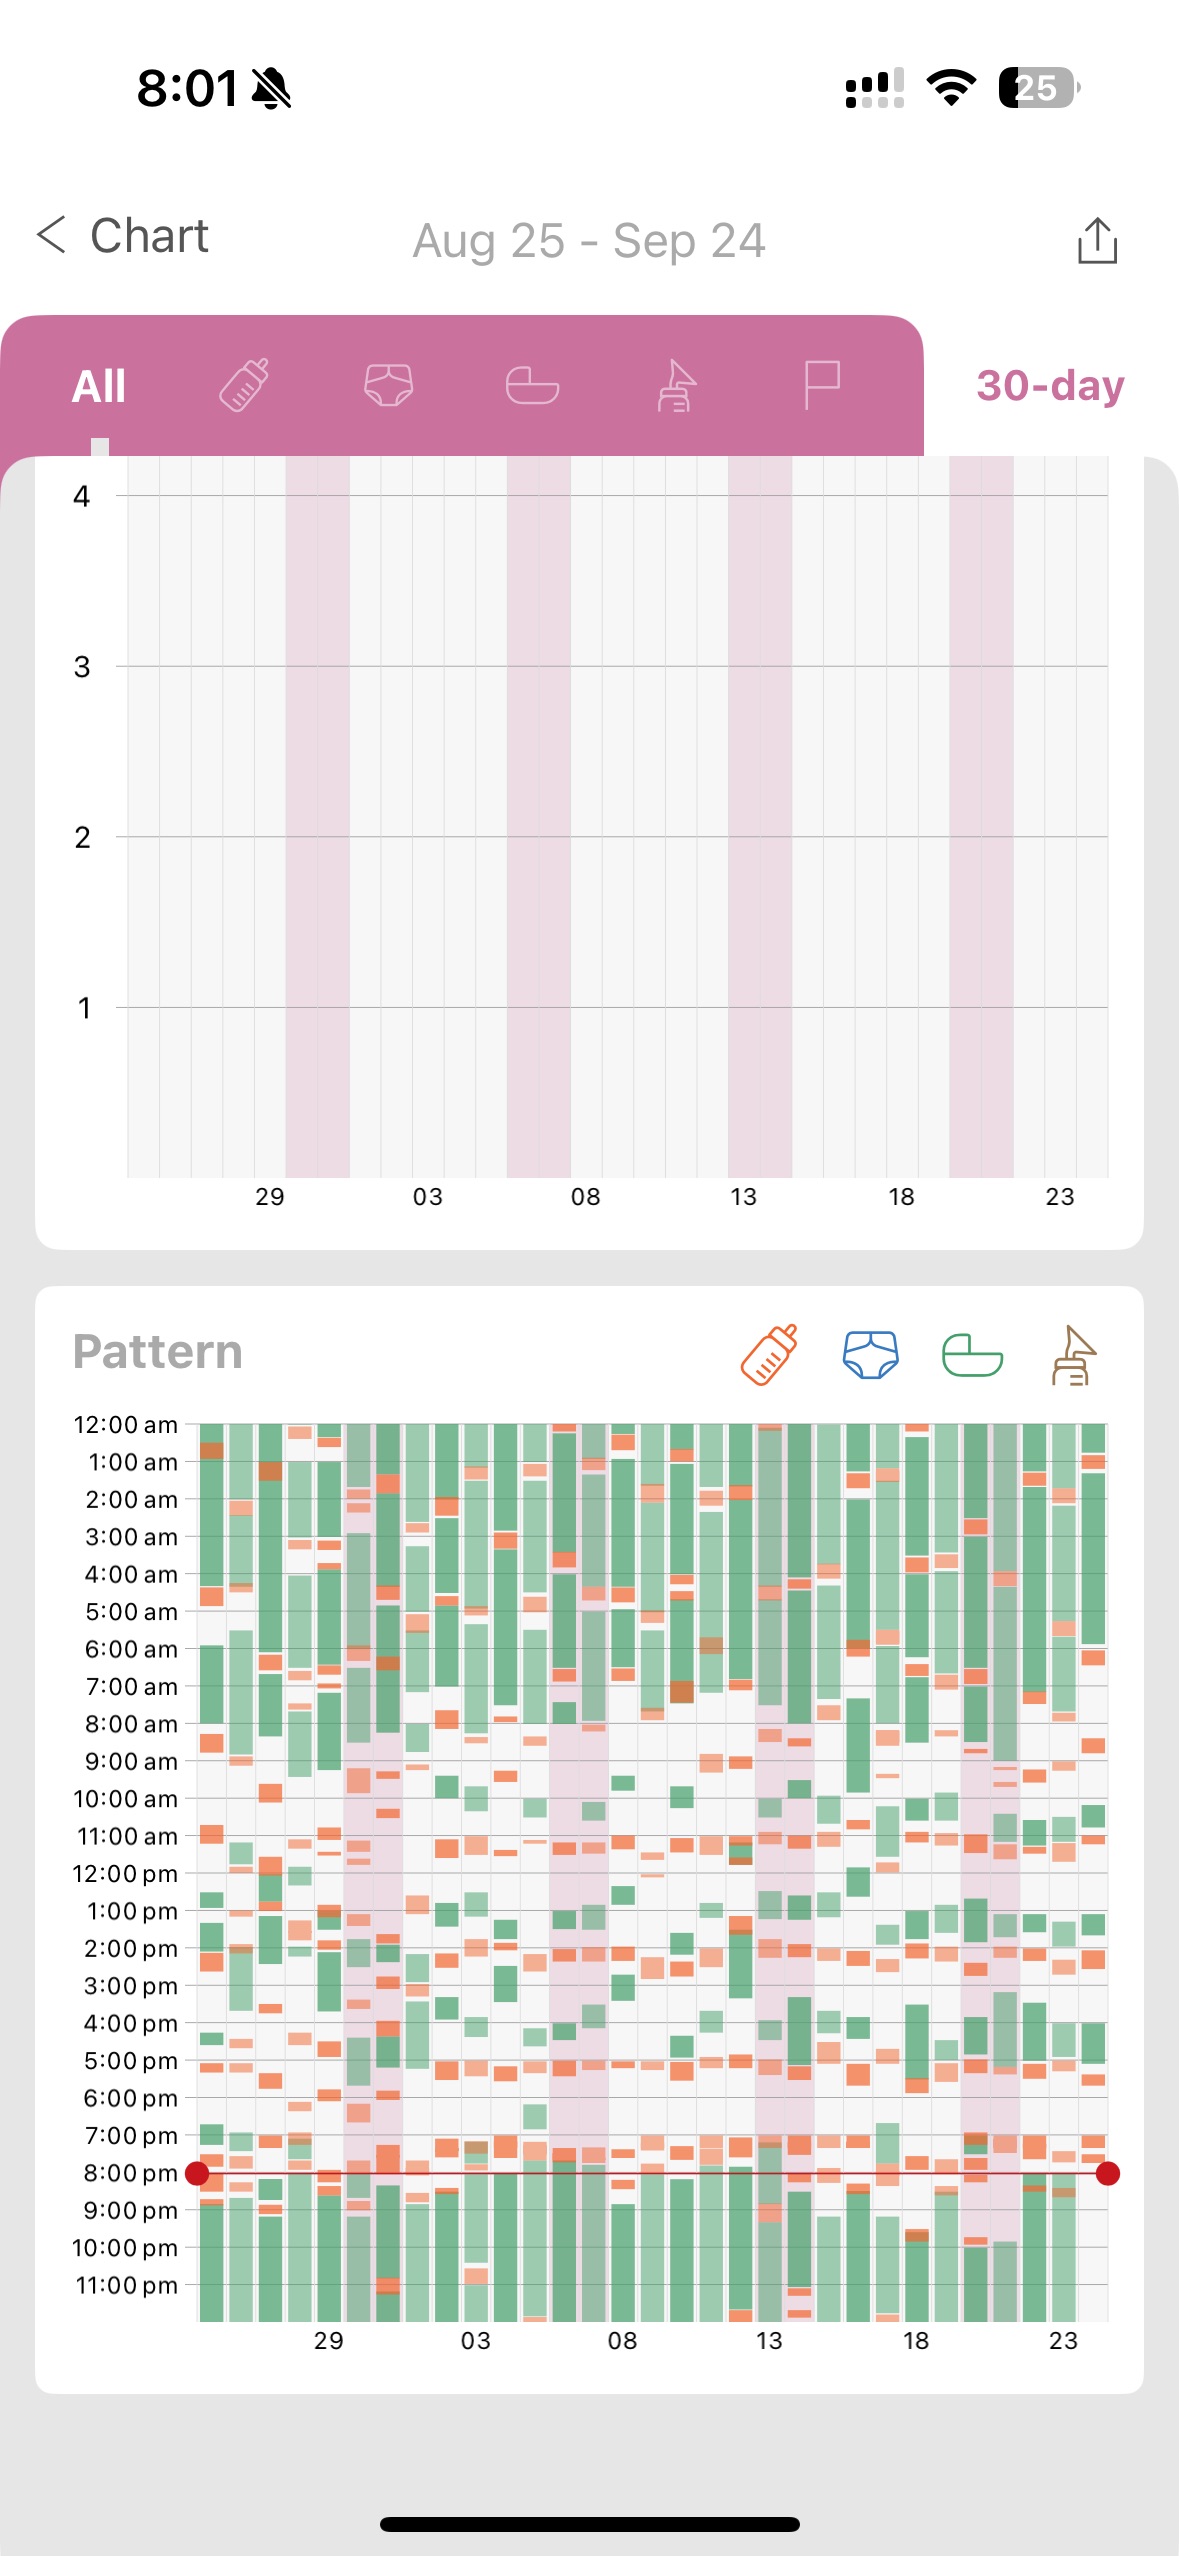 8:01
25
Chart
Aug 25 - Sep 24
All
30-day
4
3
2
1
29 03 08 13 18 23
Pattern
12:00 am
1:00 am
2:00 am
3:00 am
4:00 am
5:00 am
6:00 am
7:00 am
8:00 am
9:00 am
10:00 am
11:00 am
12:00 pm
1:00 pm
2:00 pm
3:00 pm
4:00 pm
5:00 pm
6:00 pm
7:00 pm
8:00 pm
9:00 pm
10:00 pm
11:00 pm
29 03 08 13 18 23